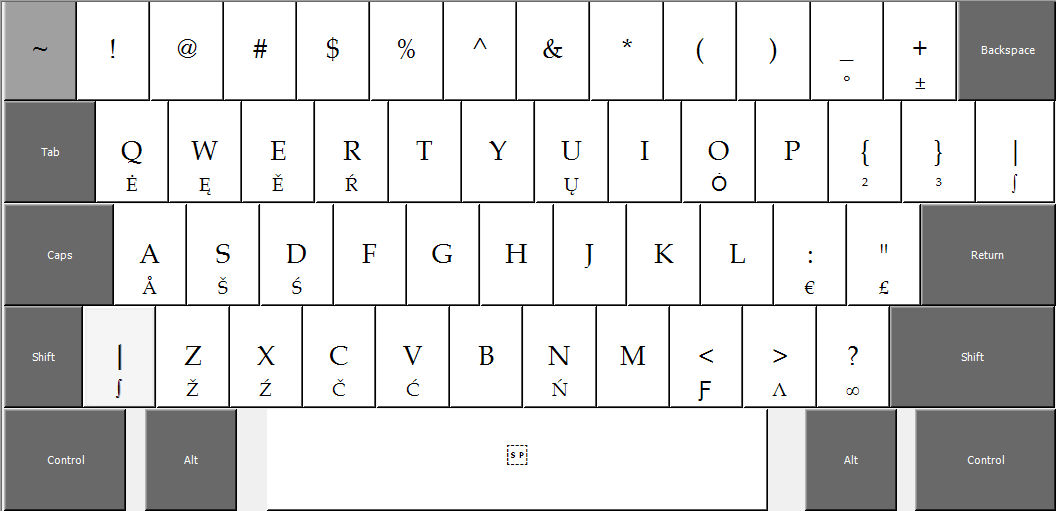 ~ ! @ # $ % ^ & * ( ) _ + Backspace
° ±
Tab Q W E R T Y U I O P { } |
Ė Ę Ě Ŕ Ų Ȯ 2 3 ∫
Caps A S D F G H J K L : " Return
Å Š Ś € £
Shift | Z X C V B N M < > ? Shift
∫ Ž Ź Č Ć Ń Ƒ Λ ∞
Control Alt SP Alt Control